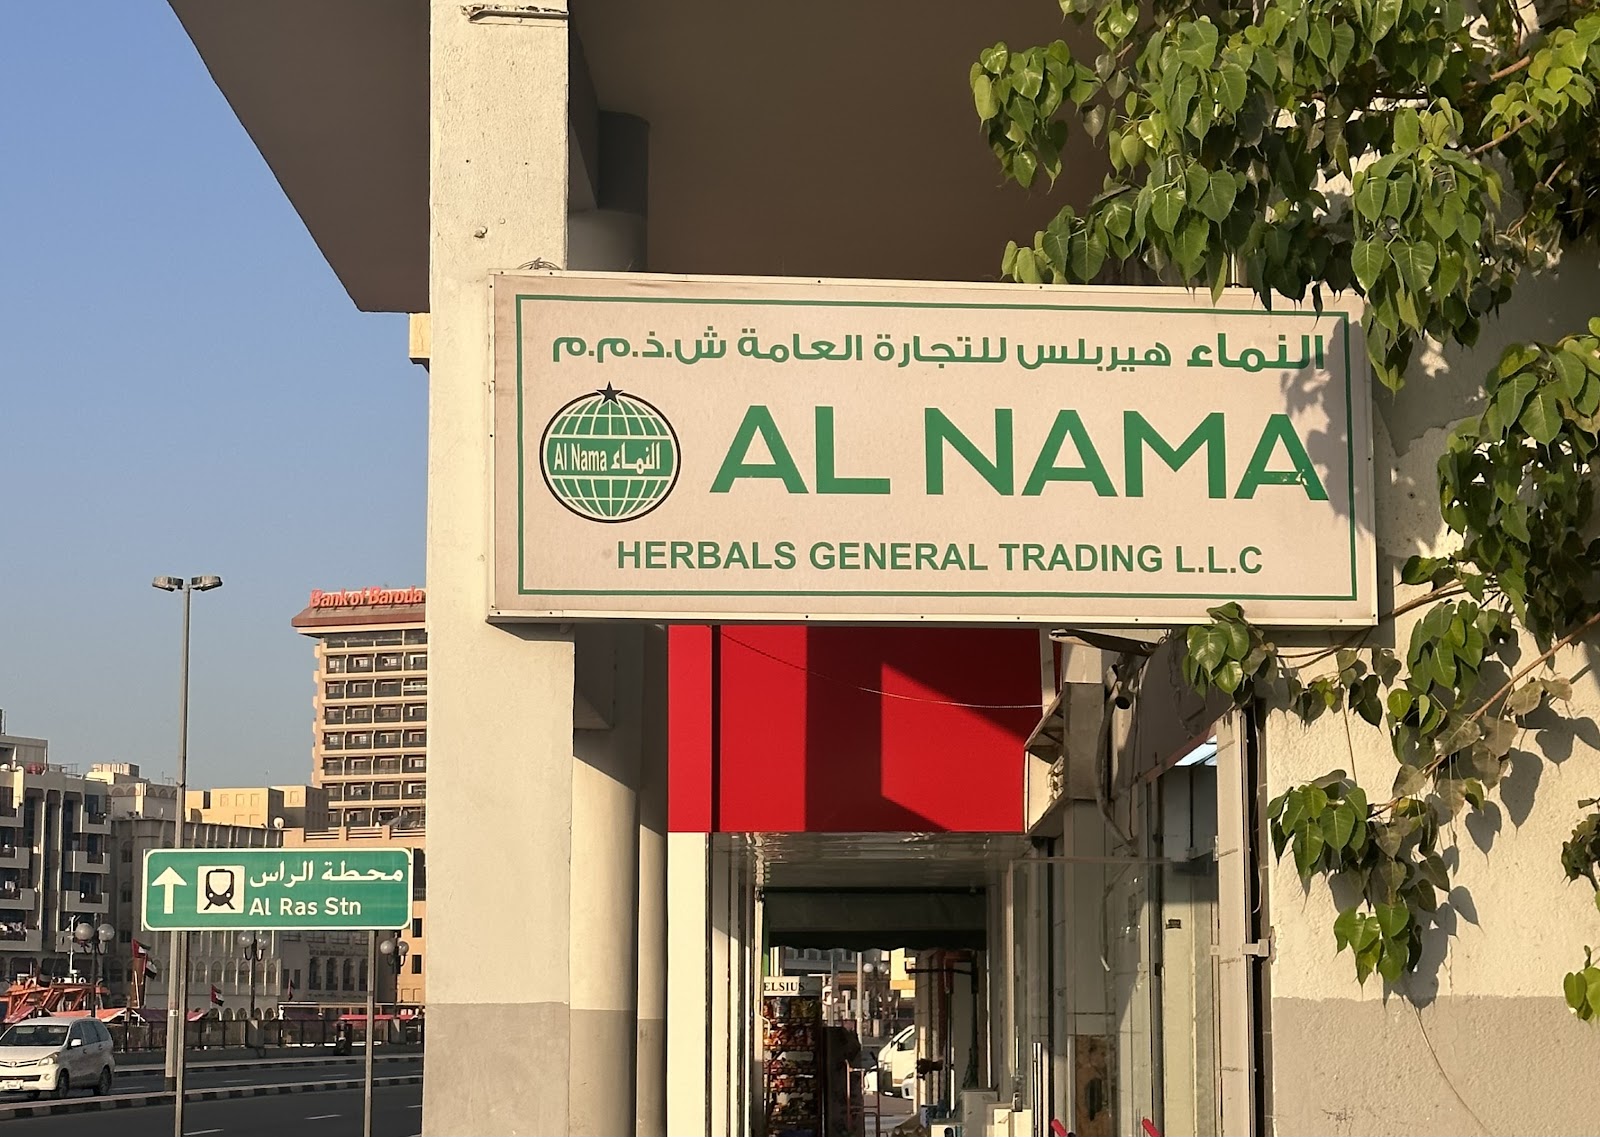 النماء هيربلس للتجارة العامة ش.ذ.م.م
Al Nama النماء
AL NAMA
HERBALS GENERAL TRADING L.L.C
Bank of Baroda
محطة الراس
Al Ras Stn
ELSIUS